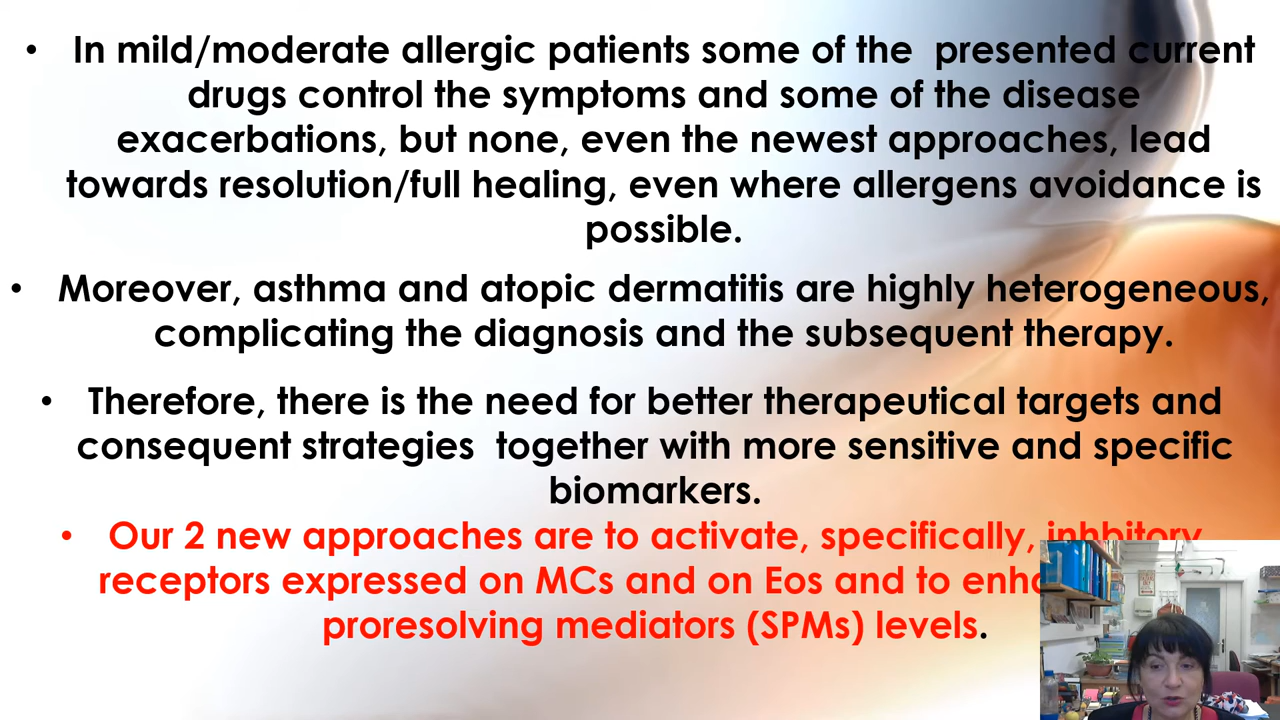 • In mild/moderate allergic patients some of the presented current
drugs control the symptoms and some of the disease
exacerbations, but none, even the newest approaches, lead
towards resolution/full healing, even where allergens avoidance is
possible.
• Moreover, asthma and atopic dermatitis are highly heterogeneous,
complicating the diagnosis and the subsequent therapy.
• Therefore, there is the need for better therapeutical targets and
consequent strategies together with more sensitive and specific
biomarkers.
• Our 2 new approaches are to activate, specifically, inhbitory
receptors expressed on MCs and on Eos and to
proresolving mediators (SPMs) levels.